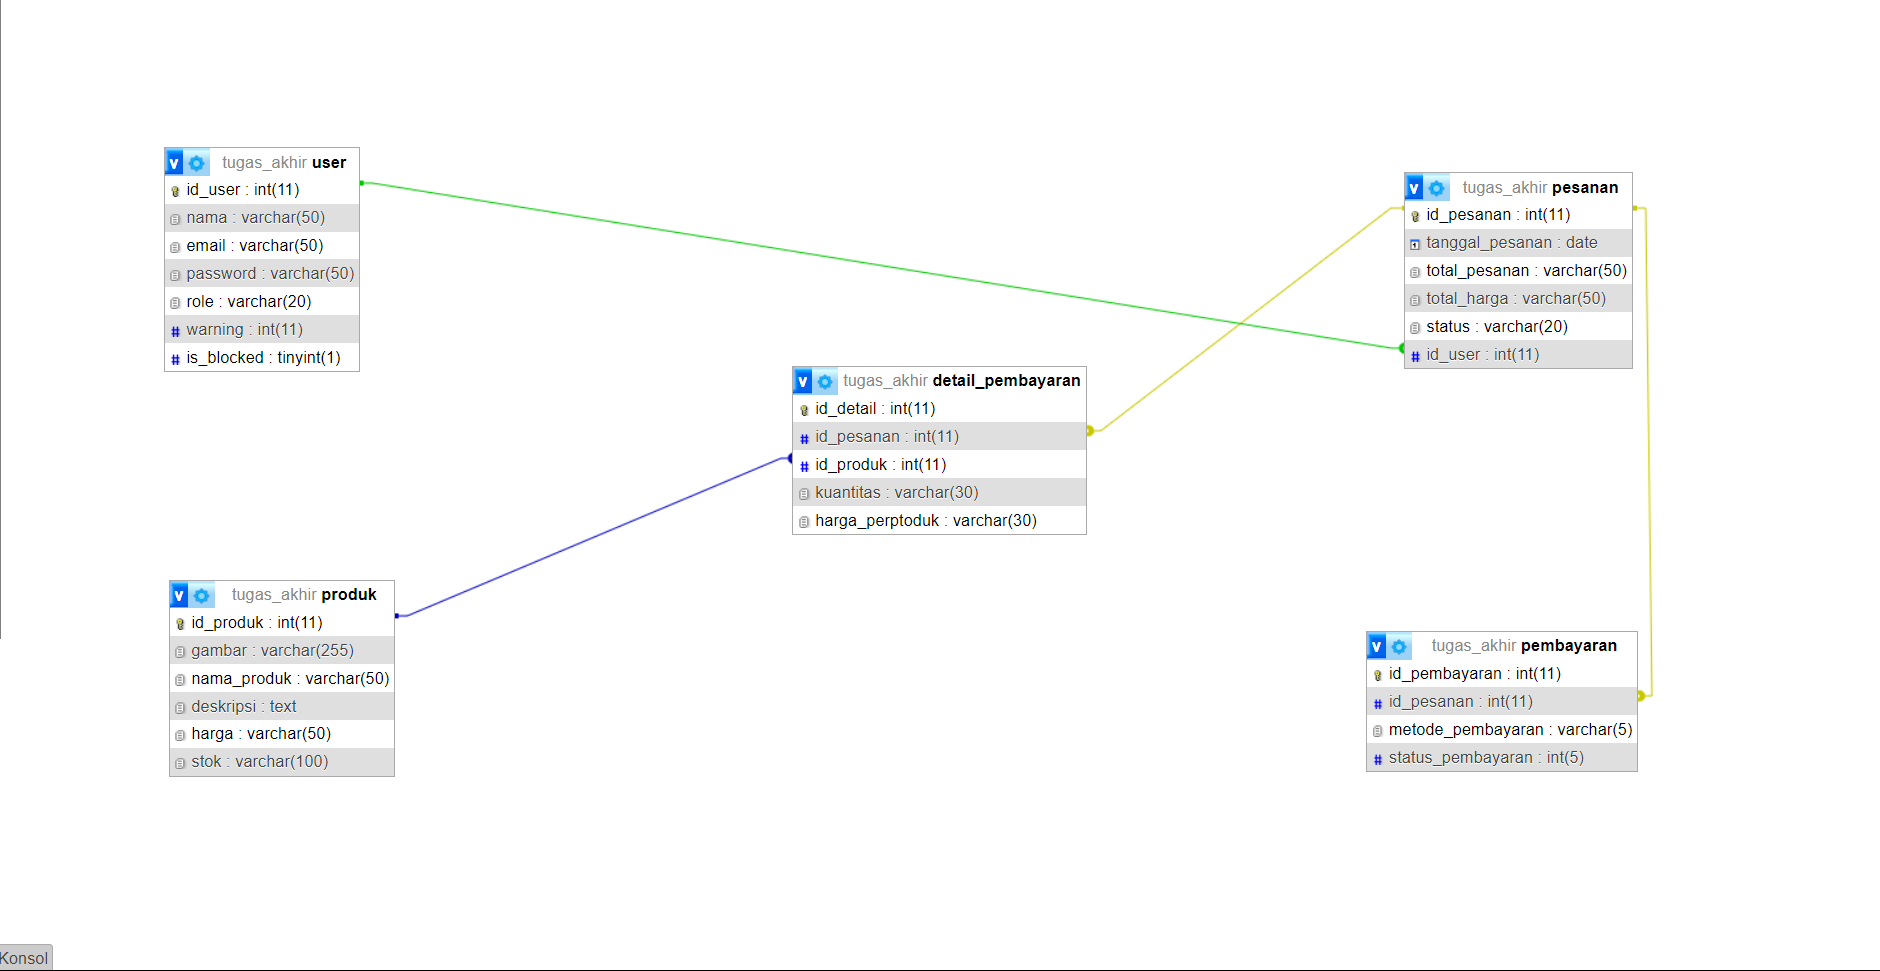 v tugas_akhir user
id_user : int(11)
nama : varchar(50)
email : varchar(50)
password : varchar(50)
role : varchar(20)
# warning : int(11)
# is_blocked : tinyint(1)
v tugas_akhir pesanan
id_pesanan : int(11)
tanggal_pesanan : date
total_pesanan : varchar(50)
total_harga : varchar(50)
status : varchar(20)
# id_user : int(11)
v tugas_akhir detail_pembayaran
id_detail : int(11)
# id_pesanan : int(11)
# id_produk : int(11)
kuantitas : varchar(30)
harga_perptoduk : varchar(30)
v tugas_akhir produk
id_produk : int(11)
gambar : varchar(255)
nama_produk : varchar(50)
deskripsi : text
harga : varchar(50)
stok : varchar(100)
v tugas_akhir pembayaran
id_pembayaran : int(11)
# id_pesanan : int(11)
metode_pembayaran : varchar(5)
# status_pembayaran : int(5)
Konsol